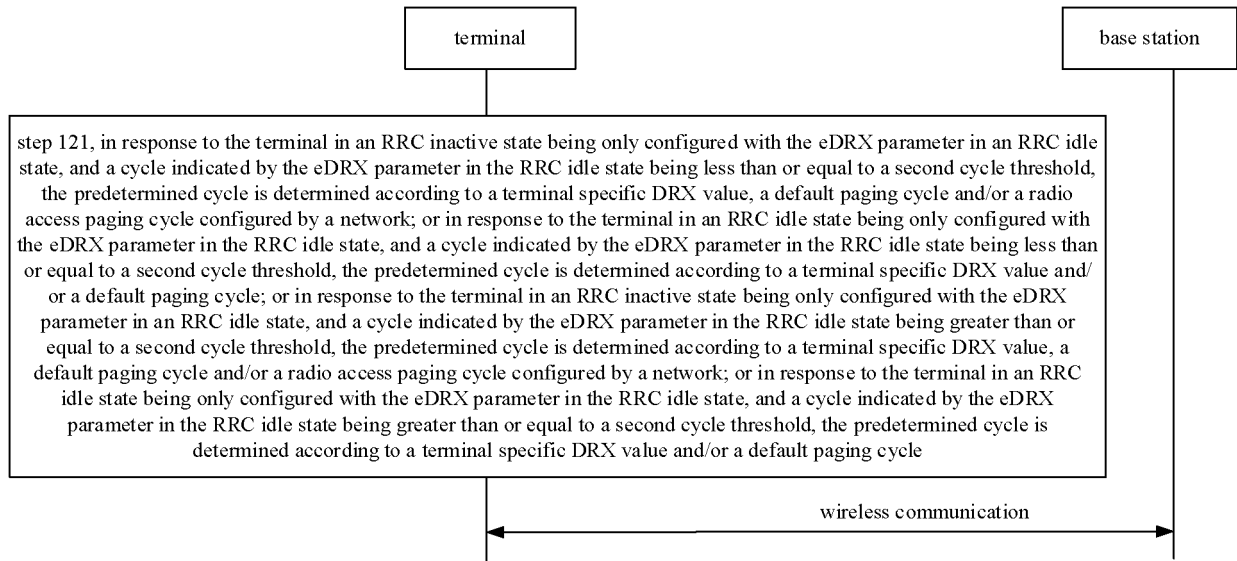 terminal
base station
step 121, in response to the terminal in an RRC inactive state being only configured with the eDRX parameter in an RRC idle
state, and a cycle indicated by the eDRX parameter in the RRC idle state being less than or equal to a second cycle threshold,
the predetermined cycle is determined according to a terminal specific DRX value, a default paging cycle and/or a radio
access paging cycle configured by a network; or in response to the terminal in an RRC idle state being only configured with
the eDRX parameter in the RRC idle state, and a cycle indicated by the eDRX parameter in the RRC idle state being less than
or equal to a second cycle threshold, the predetermined cycle is determined according to a terminal specific DRX value and/
or a default paging cycle; or in response to the terminal in an RRC inactive state being only configured with the eDRX
parameter in an RRC idle state, and a cycle indicated by the eDRX parameter in the RRC idle state being greater than or
equal to a second cycle threshold, the predetermined cycle is determined according to a terminal specific DRX value, a
default paging cycle and/or a radio access paging cycle configured by a network; or in response to the terminal in an RRC
idle state being only configured with the eDRX parameter in the RRC idle state, and a cycle indicated by the eDRX
parameter in the RRC idle state being greater than or equal to a second cycle threshold, the predetermined cycle is
determined according to a terminal specific DRX value and/or a default paging cycle
wireless communication